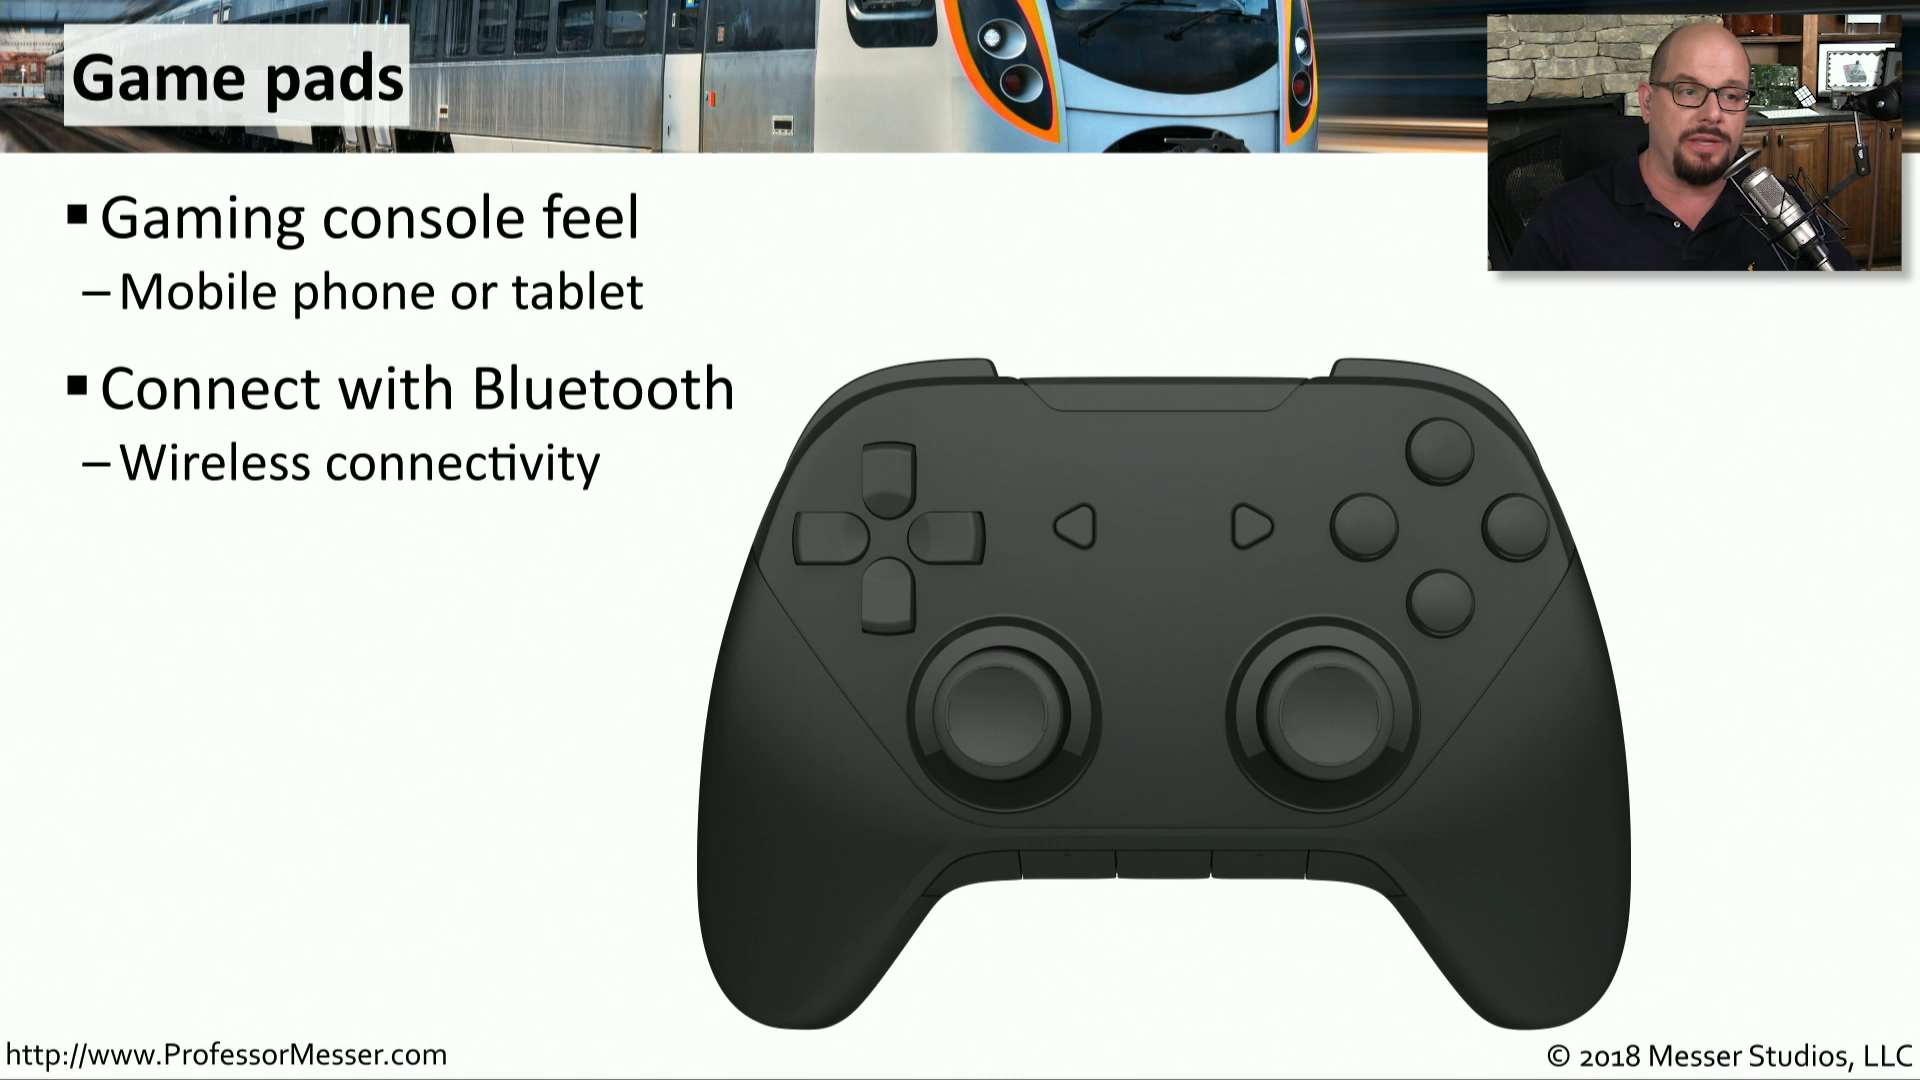 Game pads
▪ Gaming console feel
– Mobile phone or tablet
▪ Connect with Bluetooth
– Wireless connectivity
http://www.ProfessorMesser.com
© 2018 Messer Studios, LLC